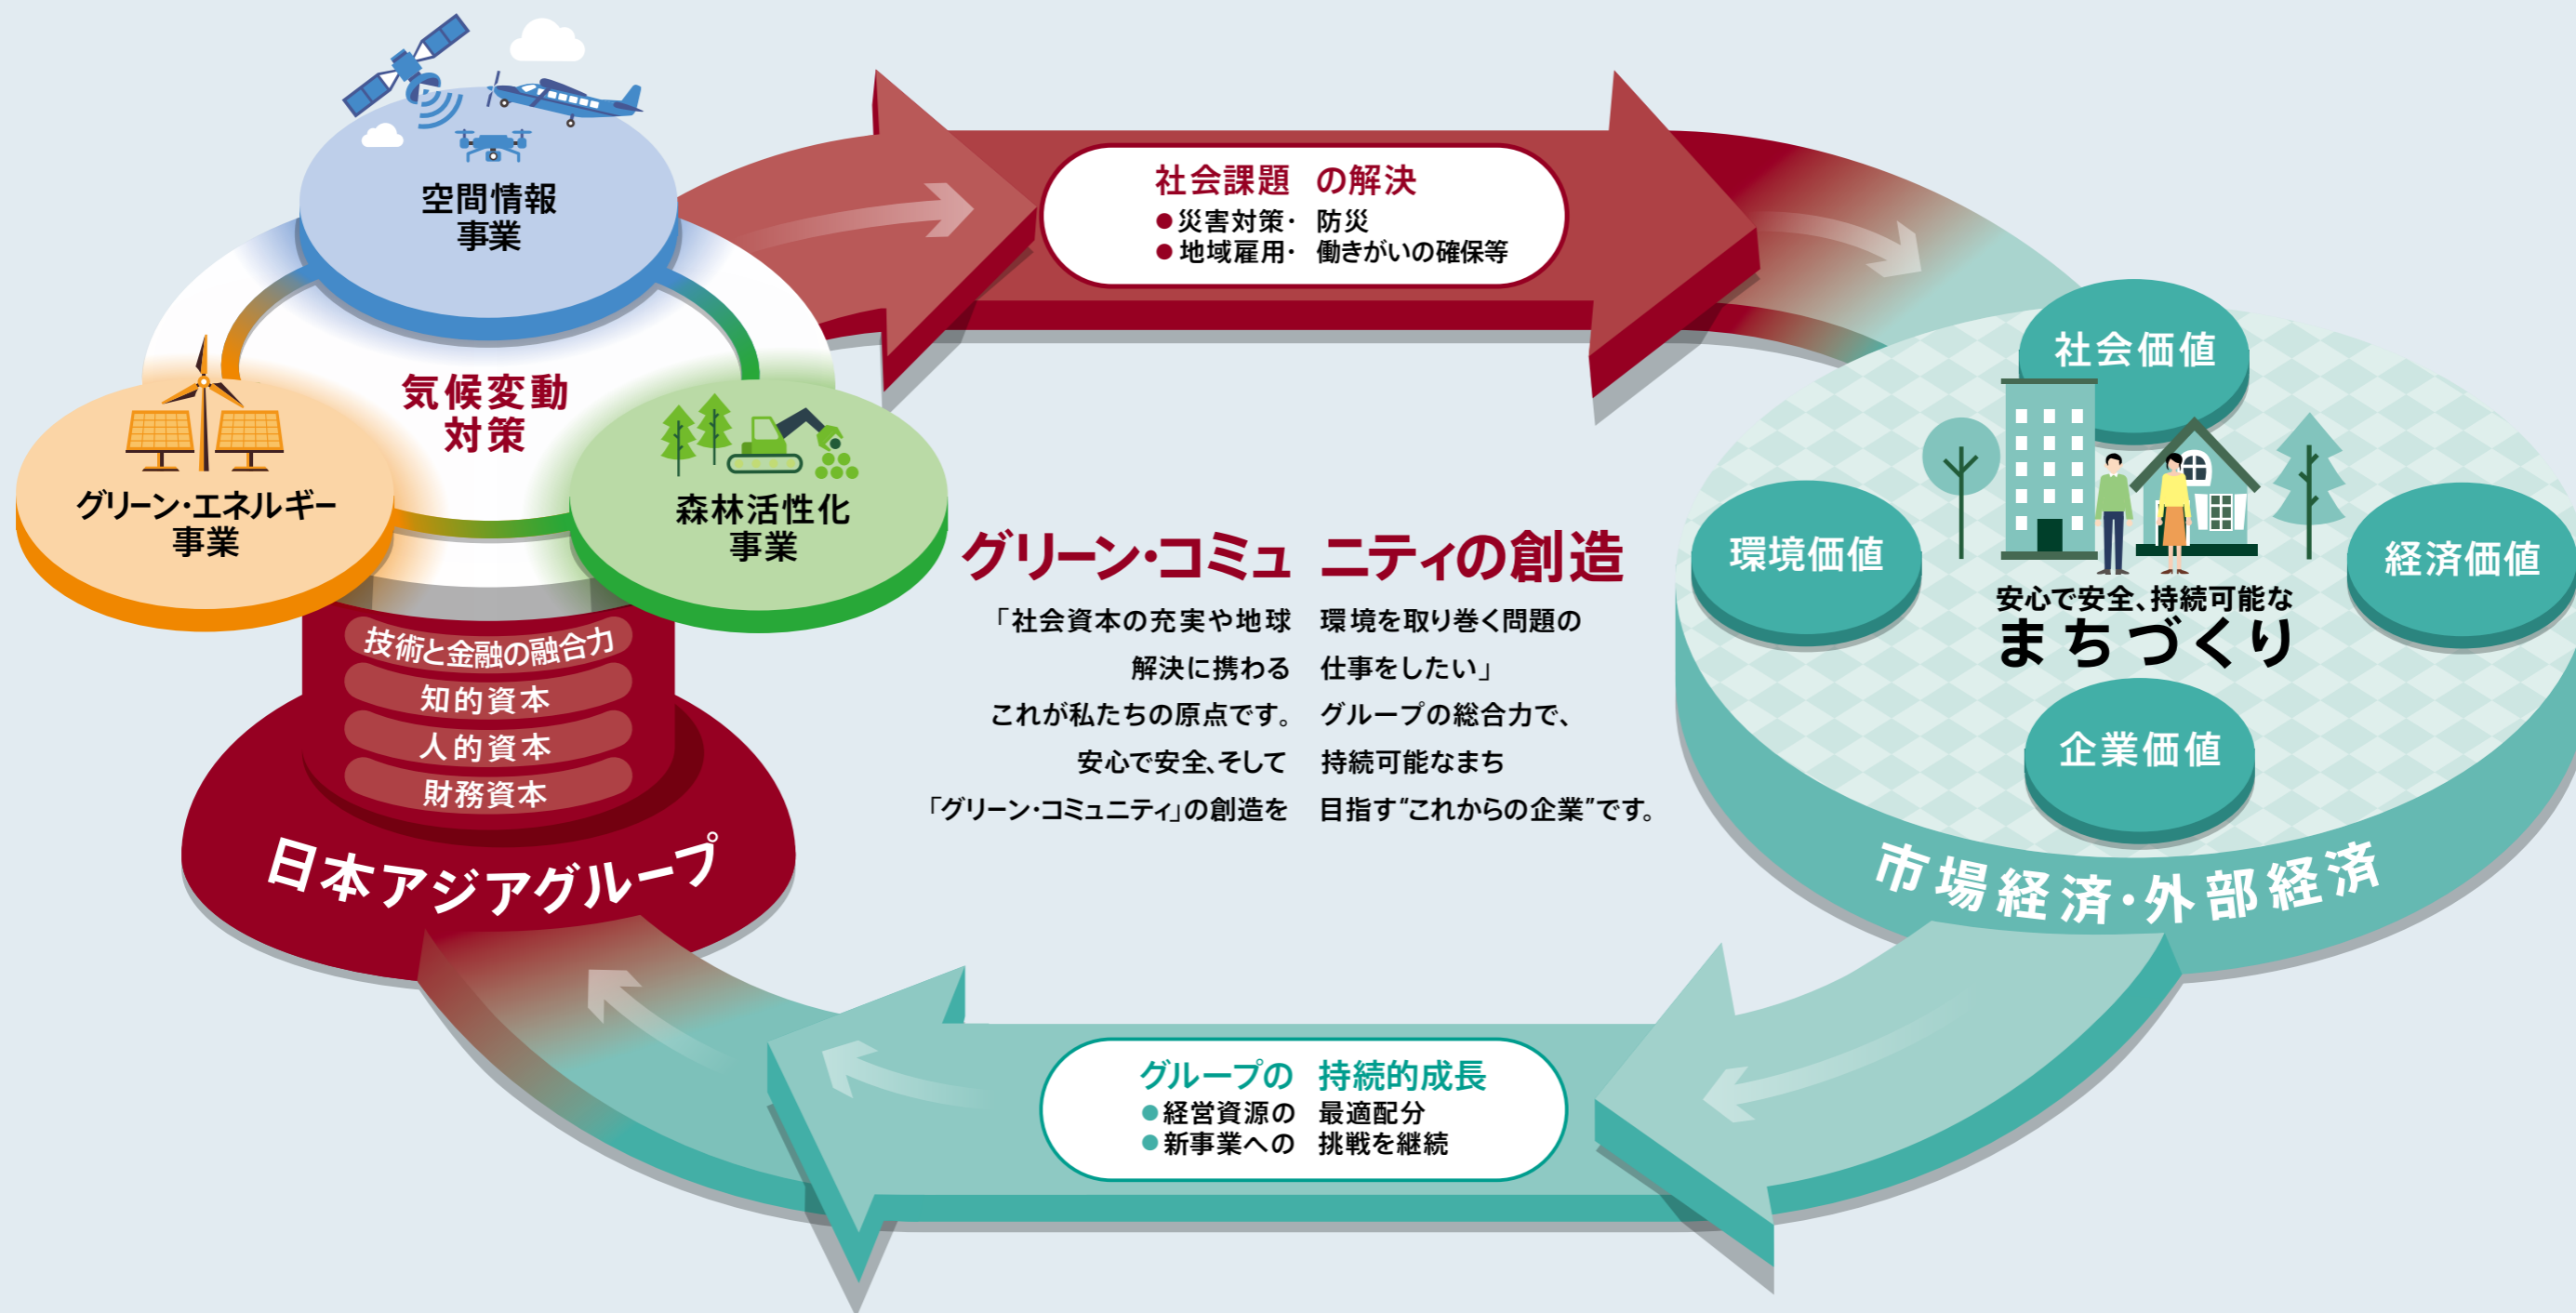 空間情報
事業
気候変動
対策
グリーン・エネルギー
事業
森林活性化
事業
技術と金融の融合力
知的資本
人的資本
財務資本
日本アジアグループ
社会課題 の解決
●災害対策・ 防災
●地域雇用・ 働きがいの確保等
グリーン・コミュ ニティの創造
「社会資本の充実や地球 環境を取り巻く問題の
解決に携わる 仕事をしたい」
これが私たちの原点です。 グループの総合力で、
安心で安全、そして 持続可能なまち
「グリーン・コミュニティ」の創造を 目指す“これからの企業”です。
社会価値
環境価値
経済価値
安心で安全、持続可能な
まちづくり
企業価値
市場経済・外部経済
グループの 持続的成長
●経営資源の 最適配分
●新事業への 挑戦を継続